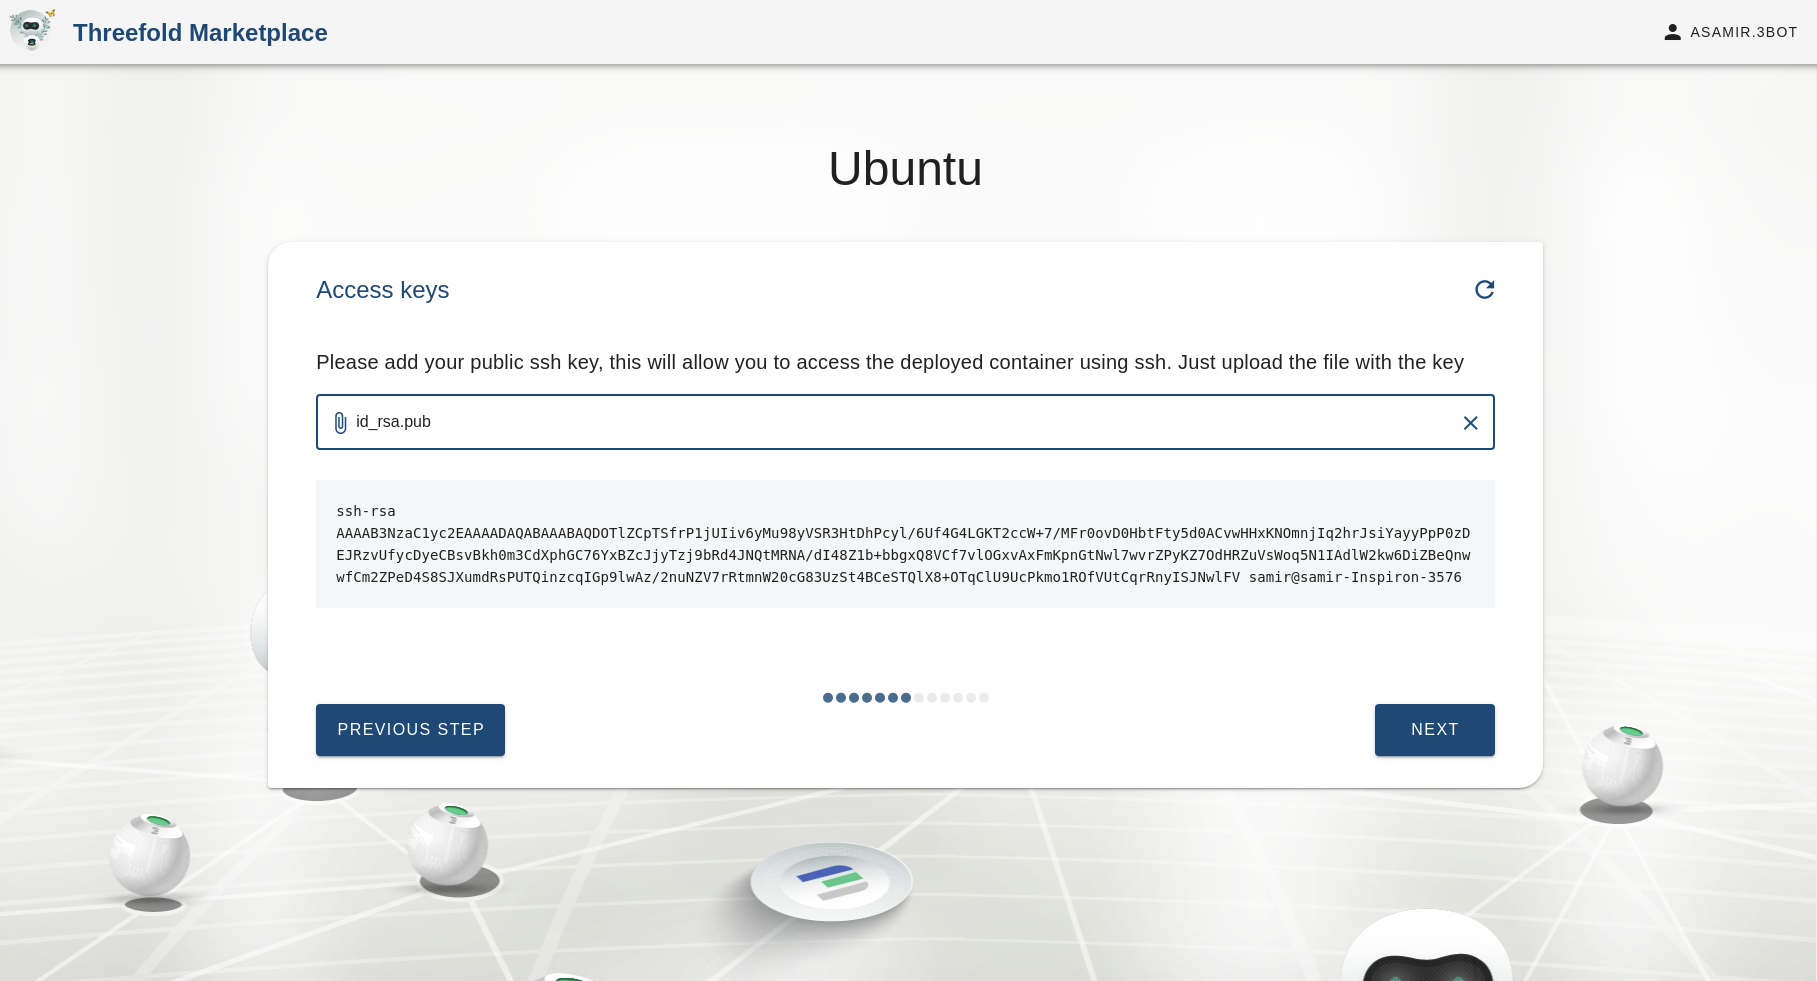 Threefold Marketplace
ASAMIR.3BOT
Ubuntu
Access keys
Please add your public ssh key, this will allow you to access the deployed container using ssh. Just upload the file with the key
id_rsa.pub
ssh-rsa
AAAAB3NzaC1yc2EAAAADAQABAAABAQDOTlZCpTSfrP1jUIiv6yMu98yVSR3HtDhPcyl/6Uf4G4LGKT2ccW+7/MFr0ovD0HbtFty5d0ACvwHHxKNOmnjIq2hrJsiYayyPpP0zD
EJRzvUfycDyeCBsvBkh0m3CdXphGC76YxBZcJjyTzj9bRd4JNQtMRNA/dI48Z1b+bbgxQ8VCf7vlOGxvAxFmKpnGtNwl7wvrZPyKZ7OdHRZuVsWoq5N1IAdlW2kw6DiZBeQnw
wfCm2ZPeD4S8SJXumdRsPUTQinzcqIGp9lwAz/2nuNZV7rRtmnW20cG83UzSt4BCeSTQlX8+OTqClU9UcPkmo1ROfVUtCqrRnyISJNwlFV samir@samir-Inspiron-3576
PREVIOUS STEP
NEXT